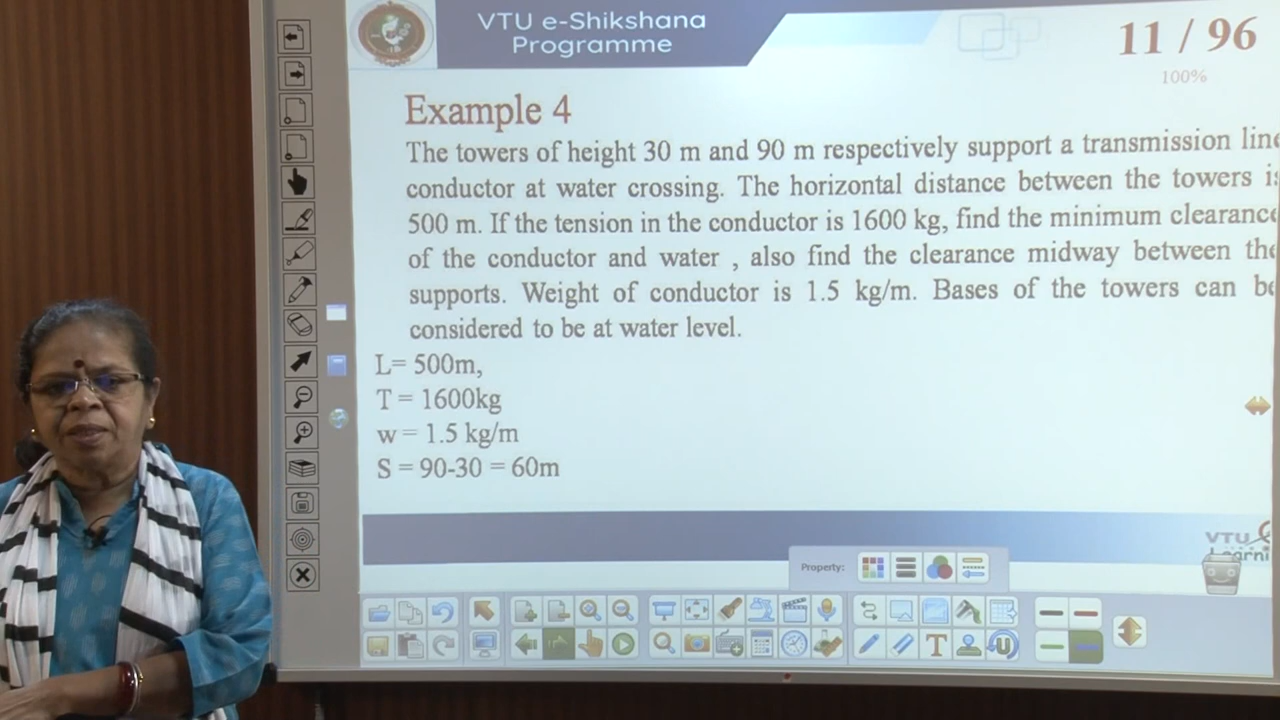 VTU e-Shikshana
Programme
11 / 96
100%
Example 4
The towers of height 30 m and 90 m respectively support a transmission line
conductor at water crossing. The horizontal distance between the towers is
500 m. If the tension in the conductor is 1600 kg, find the minimum clearance
of the conductor and water , also find the clearance midway between the
supports. Weight of conductor is 1.5 kg/m. Bases of the towers can be
considered to be at water level.
L= 500m,
T = 1600kg
w = 1.5 kg/m
S = 90-30 = 60m
VTU
Learni
Property: